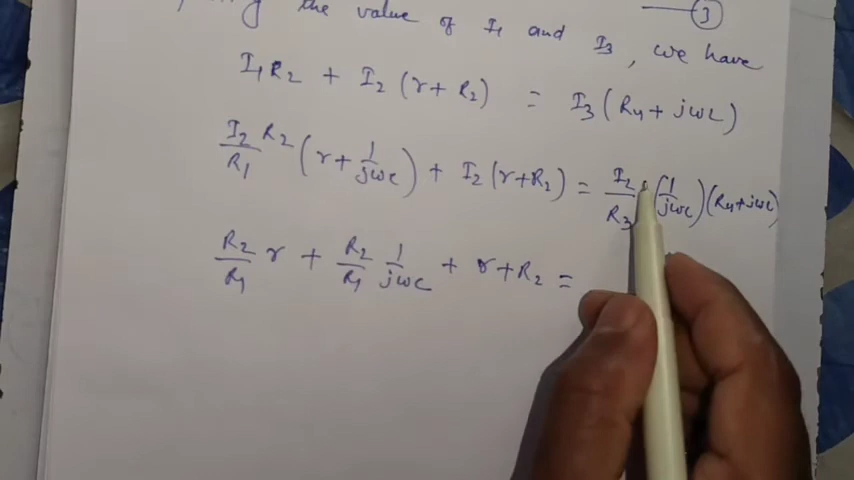 the value of I1 and I3, we have
③
I1R2 + I2 (r + R2) = I3 (R4 + jωL)
I2/R1 R2 (r + 1/jωc) + I2 (r+R2) = I2/R3 (1/jωc) (R4+jωL)
R2/R1 r + R2/R1 1/jωc + r+R2 =